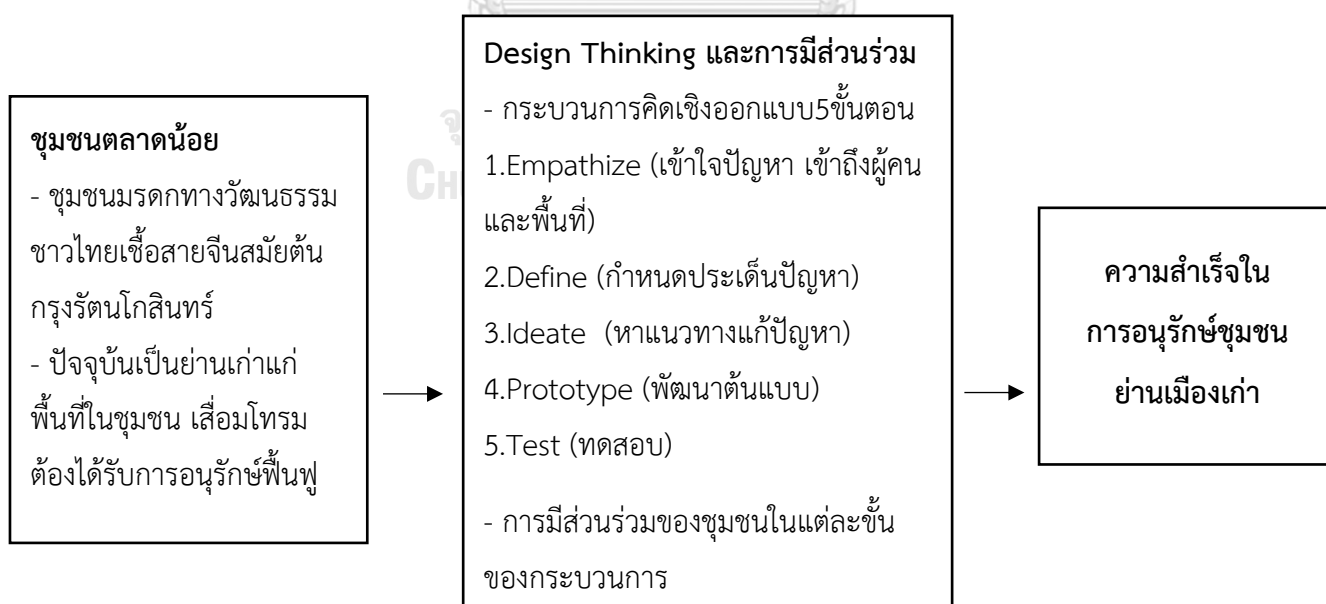 ชุมชนตลาดน้อย
- ชุมชนมรดกทางวัฒนธรรม
ชาวไทยเชื้อสายจีนสมัยต้น
กรุงรัตนโกสินทร์
- ปัจจุบันเป็นย่านเก่าแก่
พื้นที่ในชุมชน เสื่อมโทรม
ต้องได้รับการอนุรักษ์ฟื้นฟู
Design Thinking และการมีส่วนร่วม
- กระบวนการคิดเชิงออกแบบ5ขั้นตอน
1.Empathize (เข้าใจปัญหา เข้าถึงผู้คน
และพื้นที่)
2.Define (กำหนดประเด็นปัญหา)
3.Ideate (หาแนวทางแก้ปัญหา)
4.Prototype (พัฒนาต้นแบบ)
5.Test (ทดสอบ)
- การมีส่วนร่วมของชุมชนในแต่ละขั้น
ของกระบวนการ
ความสำเร็จใน
การอนุรักษ์ชุมชน
ย่านเมืองเก่า